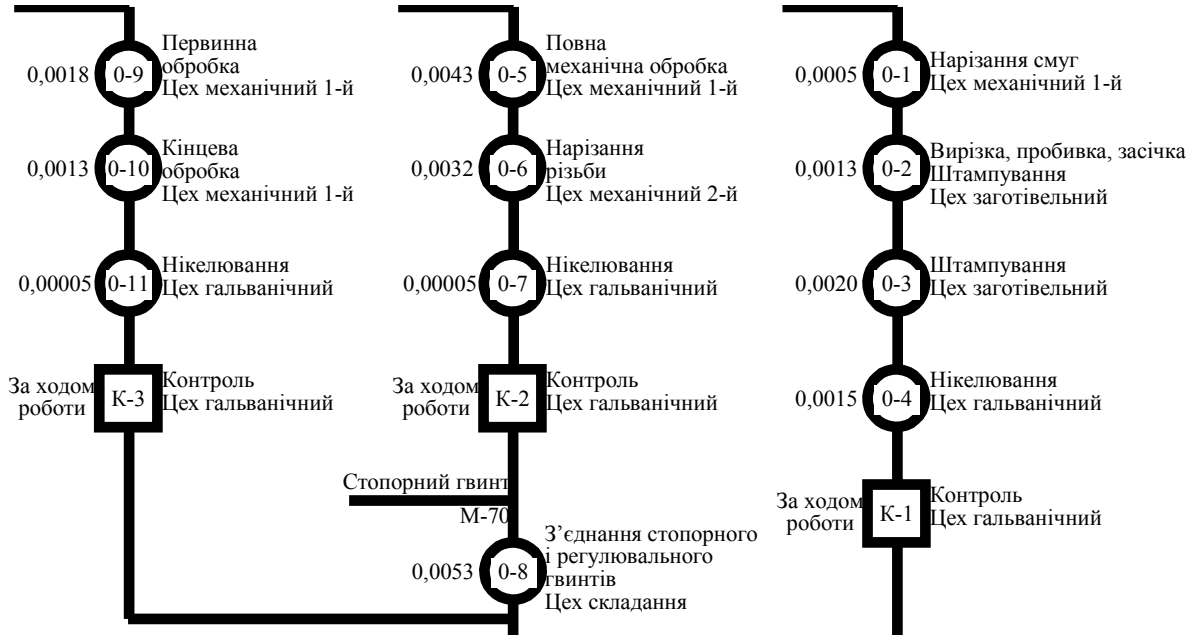 0,0018
0-9
Первинна
обробка
Цех механічний 1-й
0,0013
0-10
Кінцева
обробка
Цех механічний 1-й
0,00005
0-11
Нікелювання
Цех гальванічний
За ходом
роботи
К-3
Контроль
Цех гальванічний
0,0043
0-5
Повна
механічна обробка
Цех механічний 1-й
0,0032
0-6
Нарізання
різьби
Цех механічний 2-й
0,00005
0-7
Нікелювання
Цех гальванічний
За ходом
роботи
К-2
Контроль
Цех гальванічний
Стопорний гвинт
М-70
0,0053
0-8
З’єднання стопорного
і регулювального
гвинтів
Цех складання
0,0005
0-1
Нарізання смуг
Цех механічний 1-й
0,0013
0-2
Вирізка, пробивка, засічка
Штампування
Цех заготівельний
0,0020
0-3
Штампування
Цех заготівельний
0,0015
0-4
Нікелювання
Цех гальванічний
За ходом
роботи
К-1
Контроль
Цех гальванічний